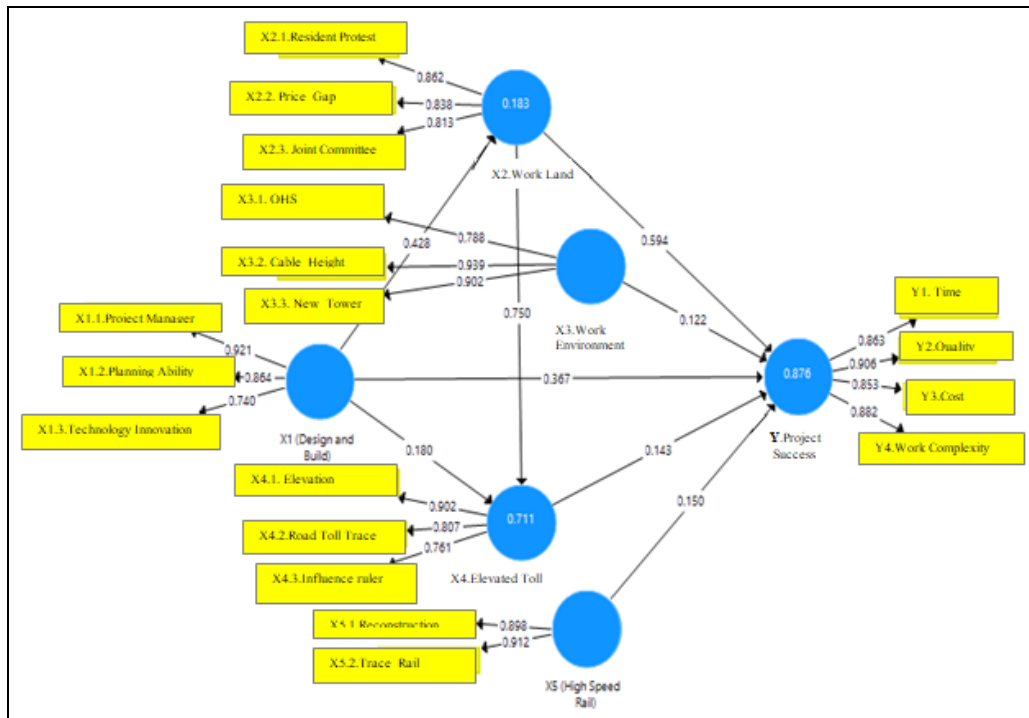 X2.1.Resident Protest
0.862
X2.2. Price Gap
0.838
0.813
X2.3. Joint Committee
0.183
X2.Work Land
X3.1. OHS
0.788
X3.2. Cable Height
0.939
0.902
X3.3. New Tower
X3.Work
Environment
0.428
0.750
0.594
0.122
X1.1.Project Manager
0.921
X1.2.Planning Ability
0.864
0.740
X1.3.Technology Innovation
X1 (Design and
Build)
0.367
0.180
Y1. Time
0.863
Y2.Quality
0.906
0.853
Y3.Cost
0.882
Y4.Work Complexity
0.876
Y.Project
Success
X4.1. Elevation
0.902
X4.2.Road Toll Trace
0.807
0.761
X4.3.Influence ruler
0.711
X4.Elevated Toll
0.143
0.150
X5.1.Reconstruction
0.898
0.912
X5.2.Trace Rail
X5 (High Speed
Rail)